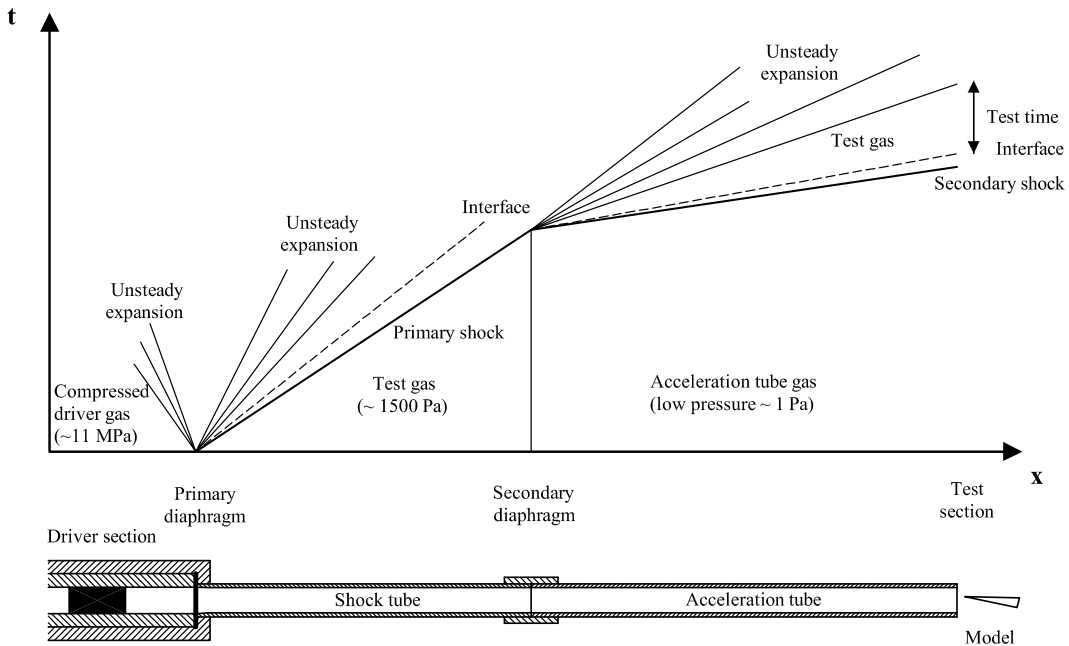 t
Unsteady
expansion
Test time
Test gas
Interface
Secondary shock
Interface
Unsteady
expansion
Unsteady
expansion
Primary shock
Compressed
driver gas
(~11 MPa)
Test gas
(~ 1500 Pa)
Acceleration tube gas
(low pressure ~ 1 Pa)
x
Primary
diaphragm
Secondary
diaphragm
Test
section
Driver section
Shock tube
Acceleration tube
Model